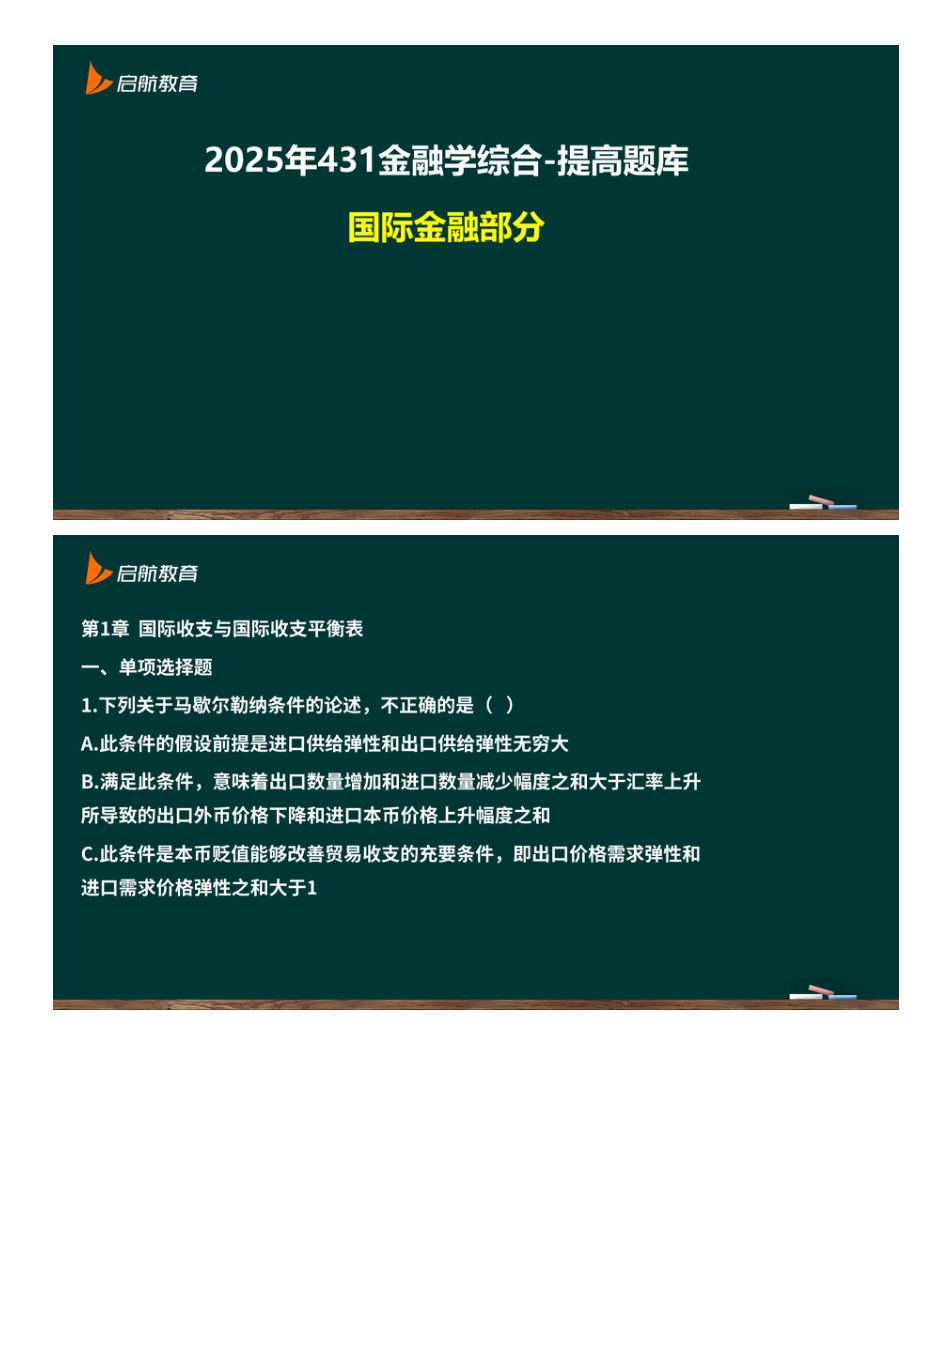 启航教育
2025年431金融学综合-提高题库
国际金融部分
启航教育
第1章 国际收支与国际收支平衡表
一、单项选择题
1.下列关于马歇尔勒纳条件的论述，不正确的是（ ）
A.此条件的假设前提是进口供给弹性和出口供给弹性无穷大
B.满足此条件，意味着出口数量增加和进口数量减少幅度之和大于汇率上升
所导致的出口外币价格下降和进口本币价格上升幅度之和
C.此条件是本币贬值能够改善贸易收支的充要条件，即出口价格需求弹性和
进口需求价格弹性之和大于1